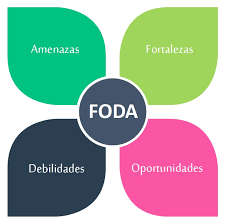 Amenazas
Fortalezas
FODA
Debilidades
Oportunidades